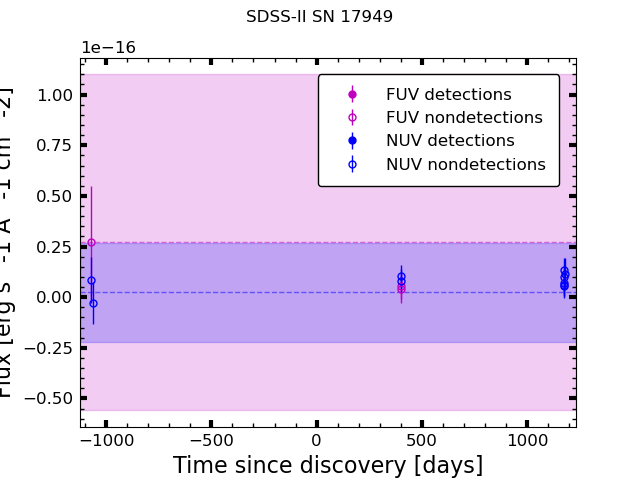 SDSS-II SN 17949
1e−16
1.00
0.75
0.50
0.25
0.00
−0.25
−0.50
Flux [erg s -1 A -1 cm -2]
FUV detections
FUV nondetections
NUV detections
NUV nondetections
−1000
−500
0
500
1000
Time since discovery [days]